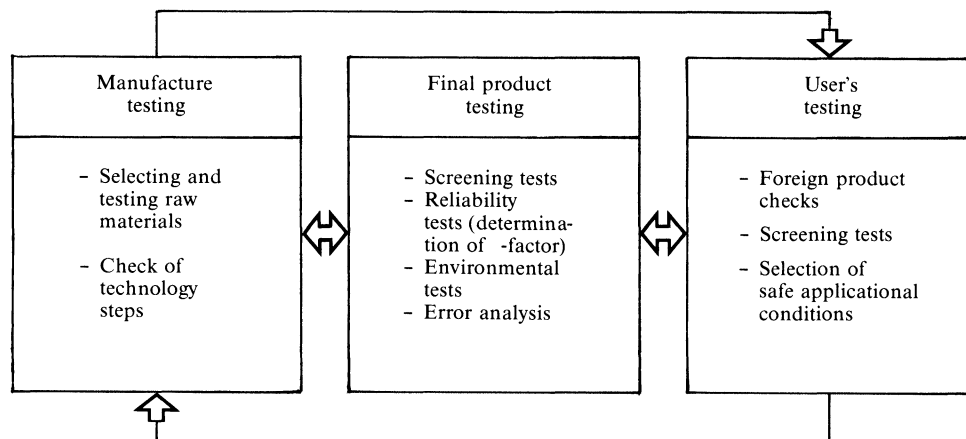 Manufacture
testing
– Selecting and
testing raw
materials
– Check of
technology
steps
Final product
testing
– Screening tests
– Reliability
tests (determina-
tion of -factor)
– Environmental
tests
– Error analysis
User's
testing
– Foreign product
checks
– Screening tests
– Selection of
safe applicational
conditions